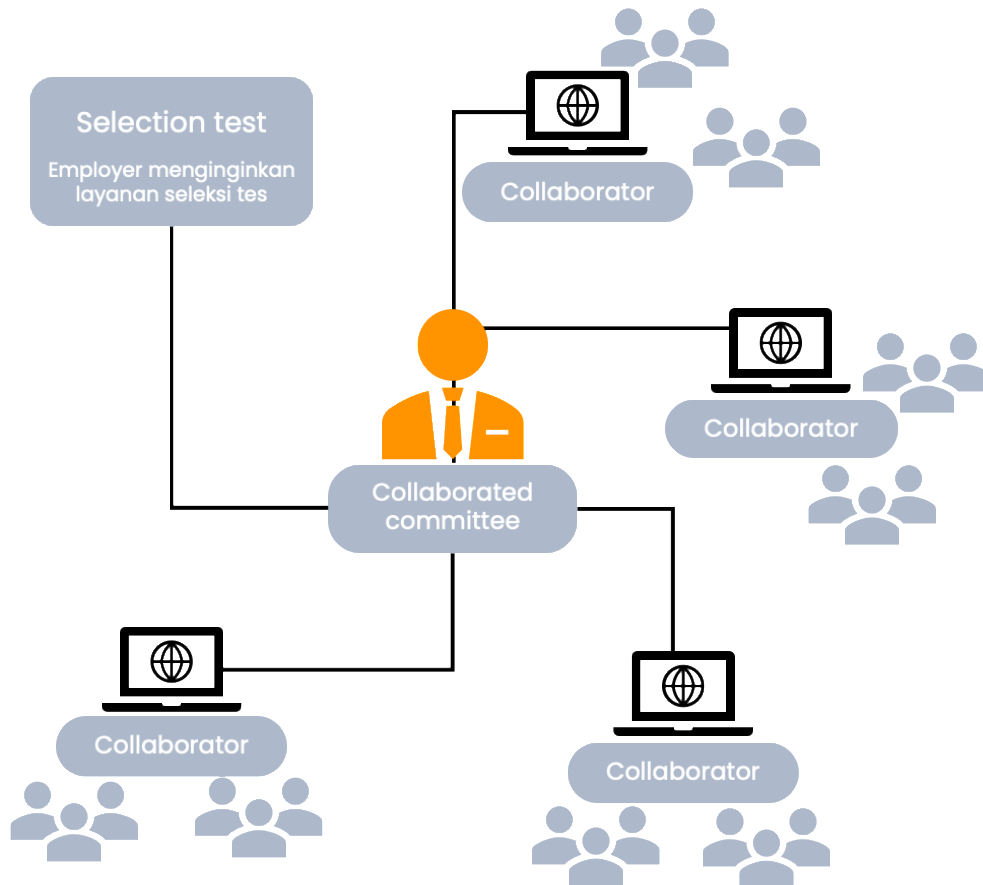 Selection test
Employer menginginkan
layanan seleksi tes
Collaborator
Collaborator
Collaborated
committee
Collaborator
Collaborator